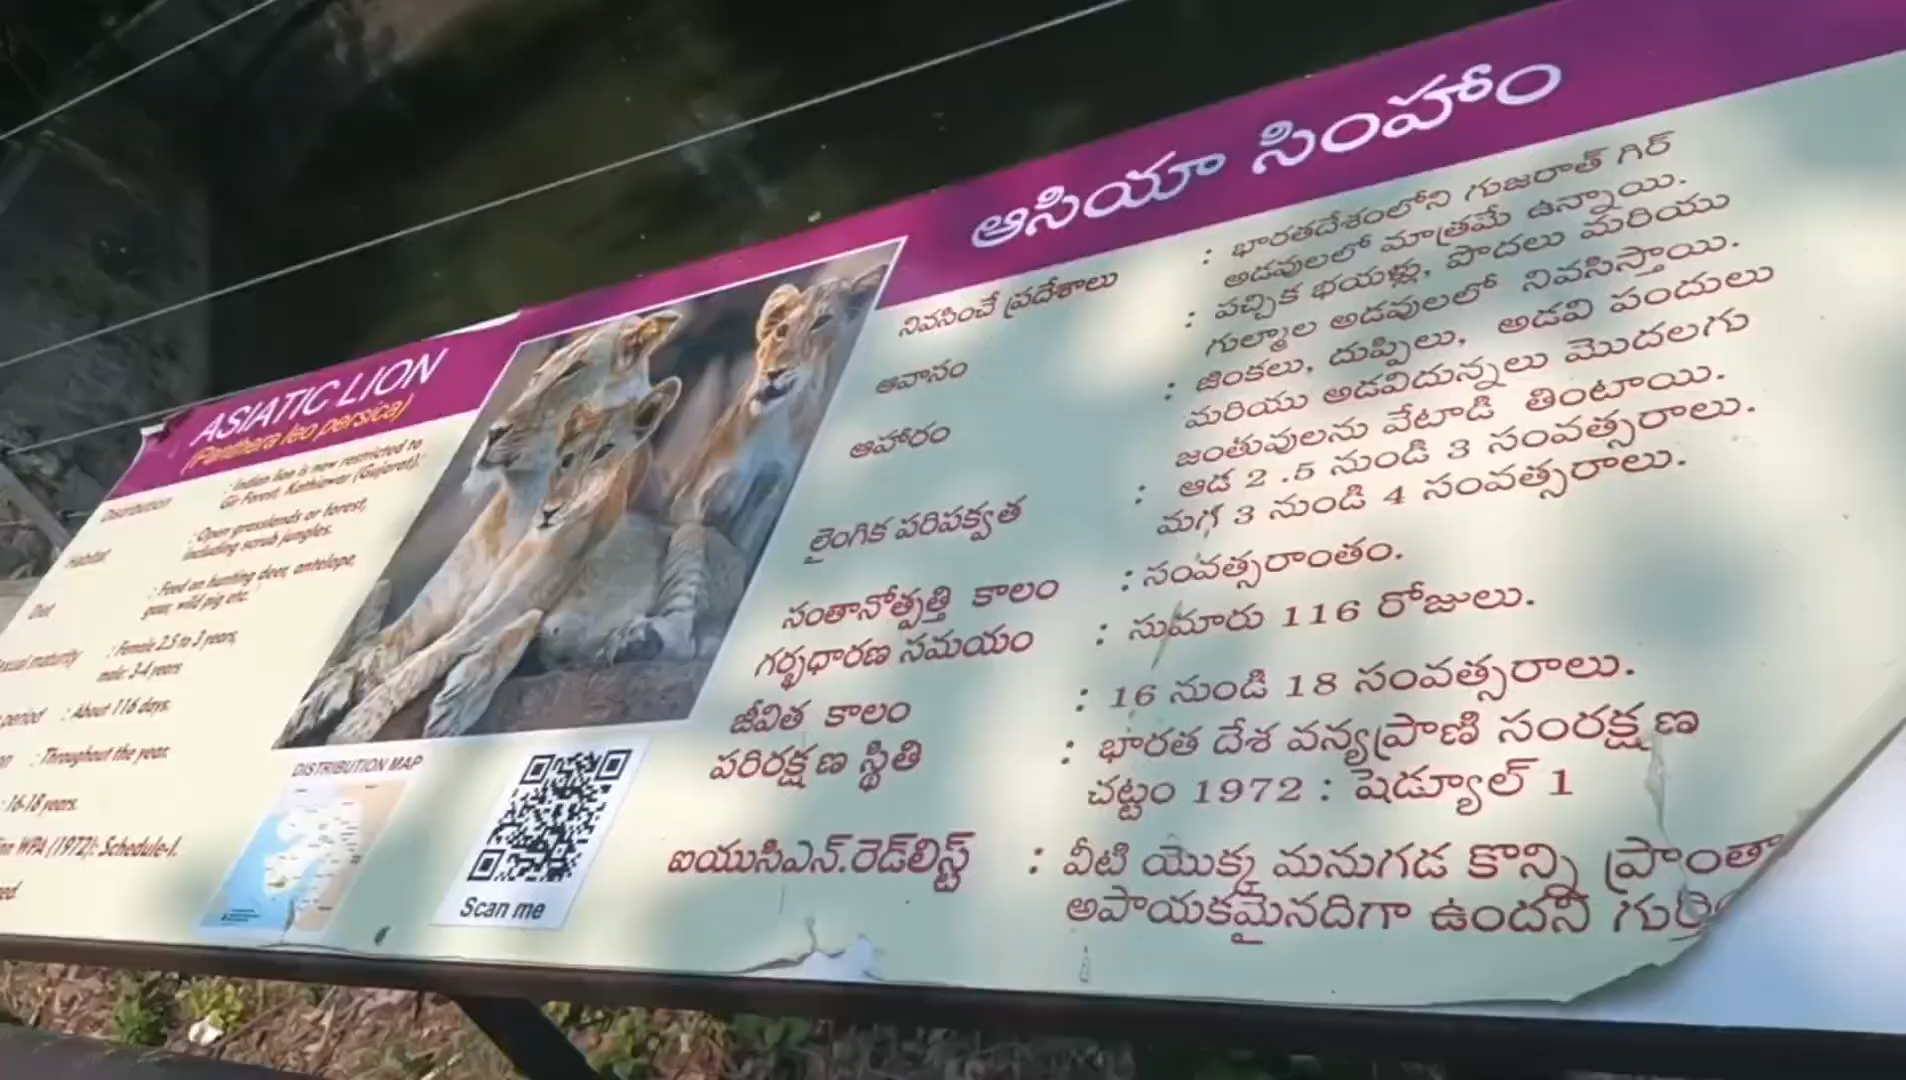 ASIATIC LION
(Panthera leo persica)
Distribution : Indian lion is now restricted to
Gir Forest, Kathiawar (Gujarat).
Habitat : Open grasslands or forest,
including scrub jungles.
Diet : Feed on hunting deer, antelope,
gaur, wild pig etc.
maturity : Female 2.5 to 3 years,
male: 3-4 years
period : About 116 days.
: Throughout the year.
: 16-18 years.
WPA (1972): Schedule-I.
DISTRIBUTION MAP
Scan me
ఆసియా సింహాం
నివసించే ప్రదేశాలు : భారతదేశంలోని గుజరాత్ గిర్
అడవులలో మాత్రమే ఉన్నాయి.
ఆవాసం : పచ్చిక భయళ్లు, పొదలు మరియు
గుల్మాల అడవులలో నివసిస్తాయి.
ఆహారం : జింకలు, దుప్పిలు, అడవి పందులు
మరియు అడవిదున్నలు మొదలగు
జంతువులను వేటాడి తింటాయి.
లైంగిక పరిపక్వత : ఆడ 2 .5 నుండి 3 సంవత్సరాలు.
మగ 3 నుండి 4 సంవత్సరాలు.
సంతానోత్పత్తి కాలం : సంవత్సరాంతం.
గర్భధారణ సమయం : సుమారు 116 రోజులు.
జీవిత కాలం : 16 నుండి 18 సంవత్సరాలు.
పరిరక్షణ స్థితి : భారత దేశ వన్యప్రాణి సంరక్షణ
చట్టం 1972 : షెడ్యూల్ 1
ఐయుసిఎన్.రెడ్‌లిస్ట్ : వీటి యొక్క మనుగడ కొన్ని
అపాయకమైనదిగా ఉందని